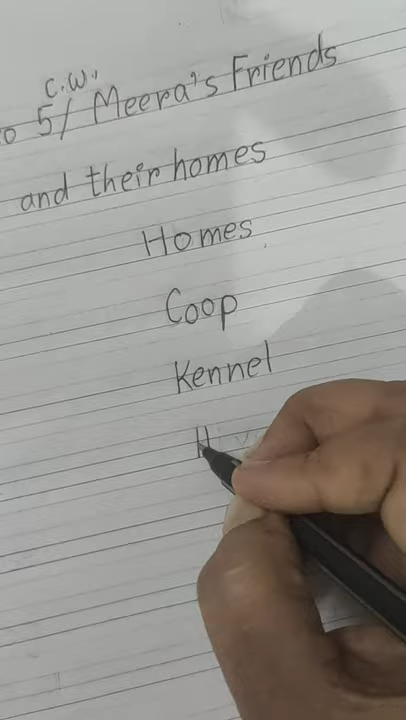 C.W.
o 5/ Meera's Friends
and their homes
Homes
Coop
Kennel
H